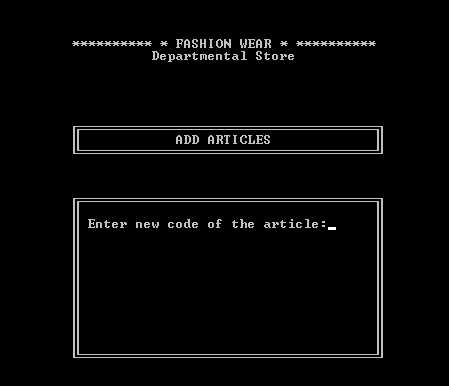 ********** * FASHION WEAR * **********
Departmental Store
ADD ARTICLES
Enter new code of the article:_